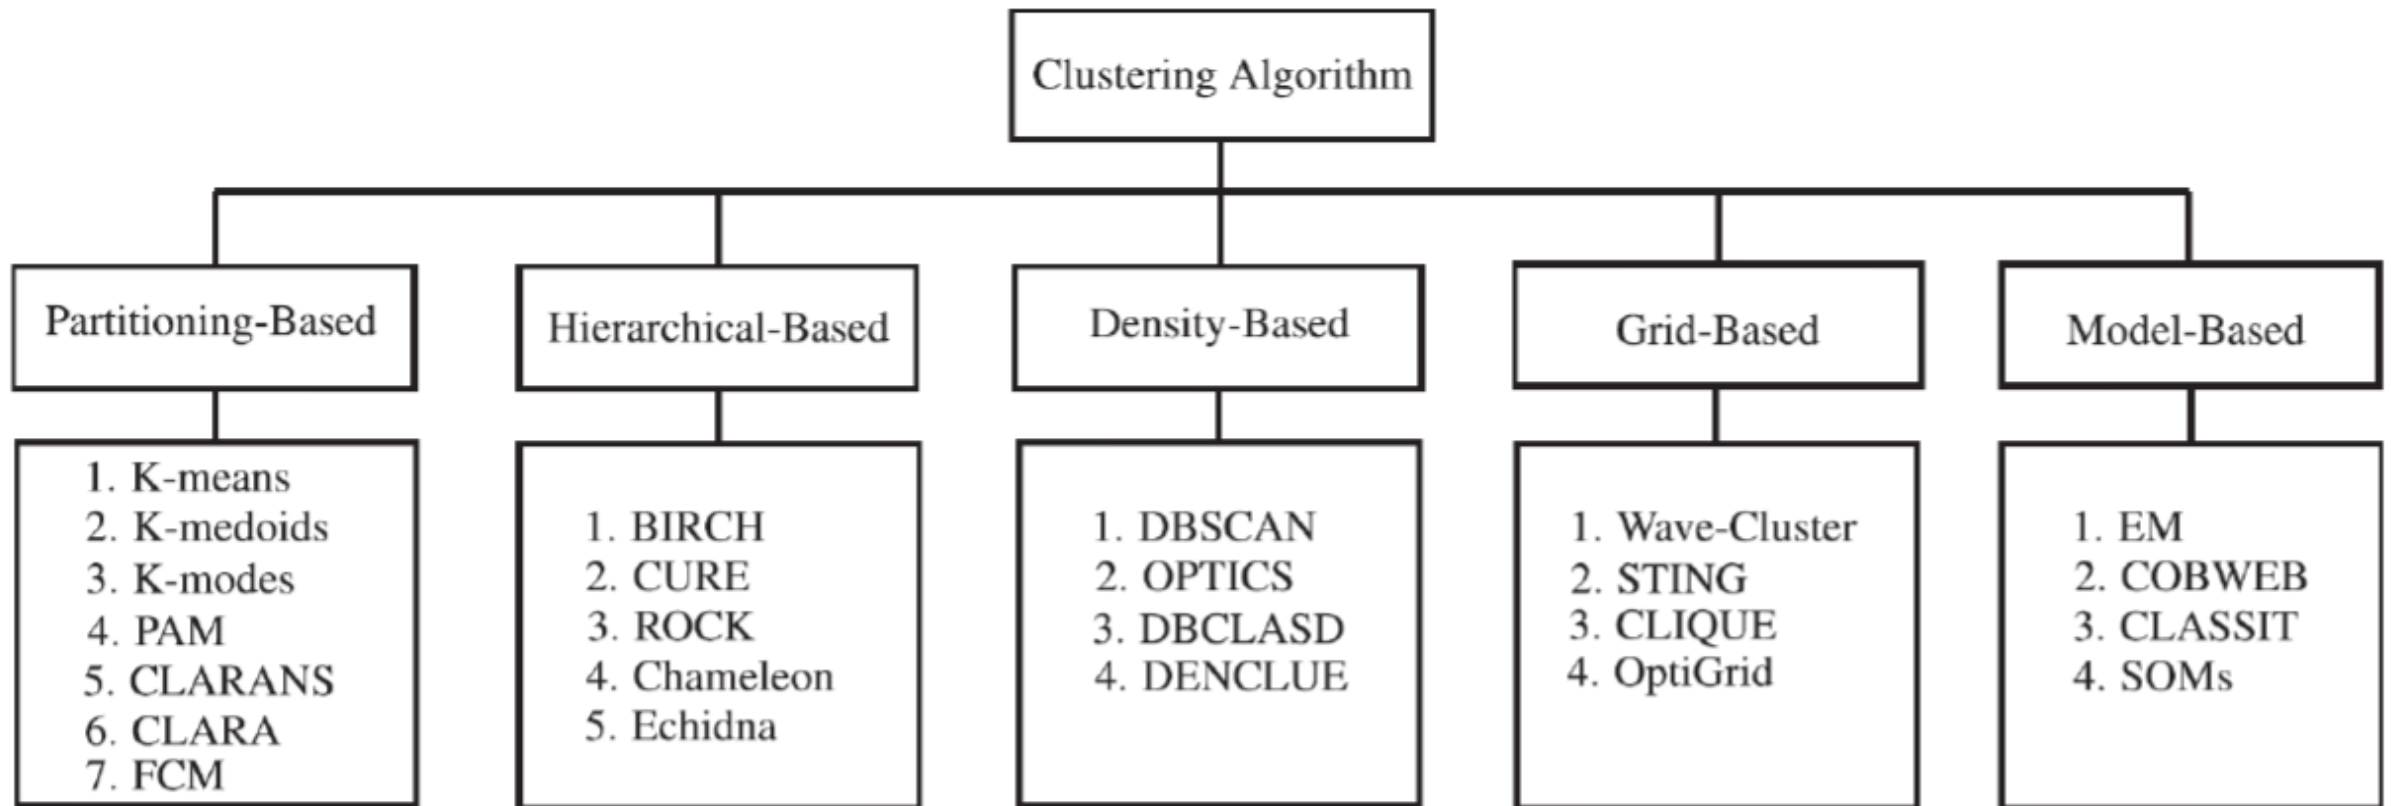 Clustering Algorithm
Partitioning-Based
Hierarchical-Based
Density-Based
Grid-Based
Model-Based
1. K-means
2. K-medoids
3. K-modes
4. PAM
5. CLARANS
6. CLARA
7. FCM
1. BIRCH
2. CURE
3. ROCK
4. Chameleon
5. Echidna
1. DBSCAN
2. OPTICS
3. DBCLASD
4. DENCLUE
1. Wave-Cluster
2. STING
3. CLIQUE
4. OptiGrid
1. EM
2. COBWEB
3. CLASSIT
4. SOMs